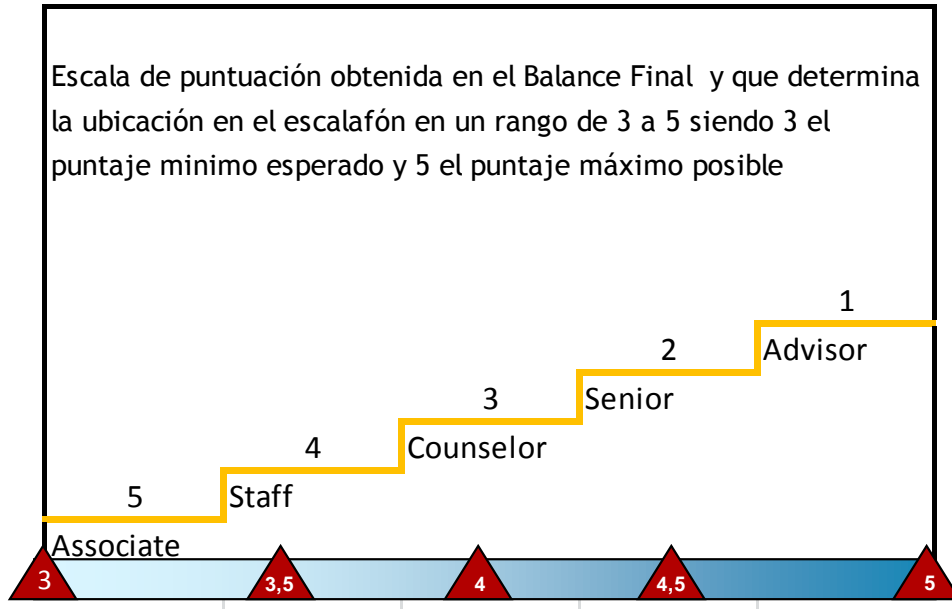 Escala de puntuación obtenida en el Balance Final y que determina
la ubicación en el escalafón en un rango de 3 a 5 siendo 3 el
puntaje minimo esperado y 5 el puntaje máximo posible
1
Advisor
2
Senior
3
Counselor
4
Staff
5
Associate
3
3,5
4
4,5
5